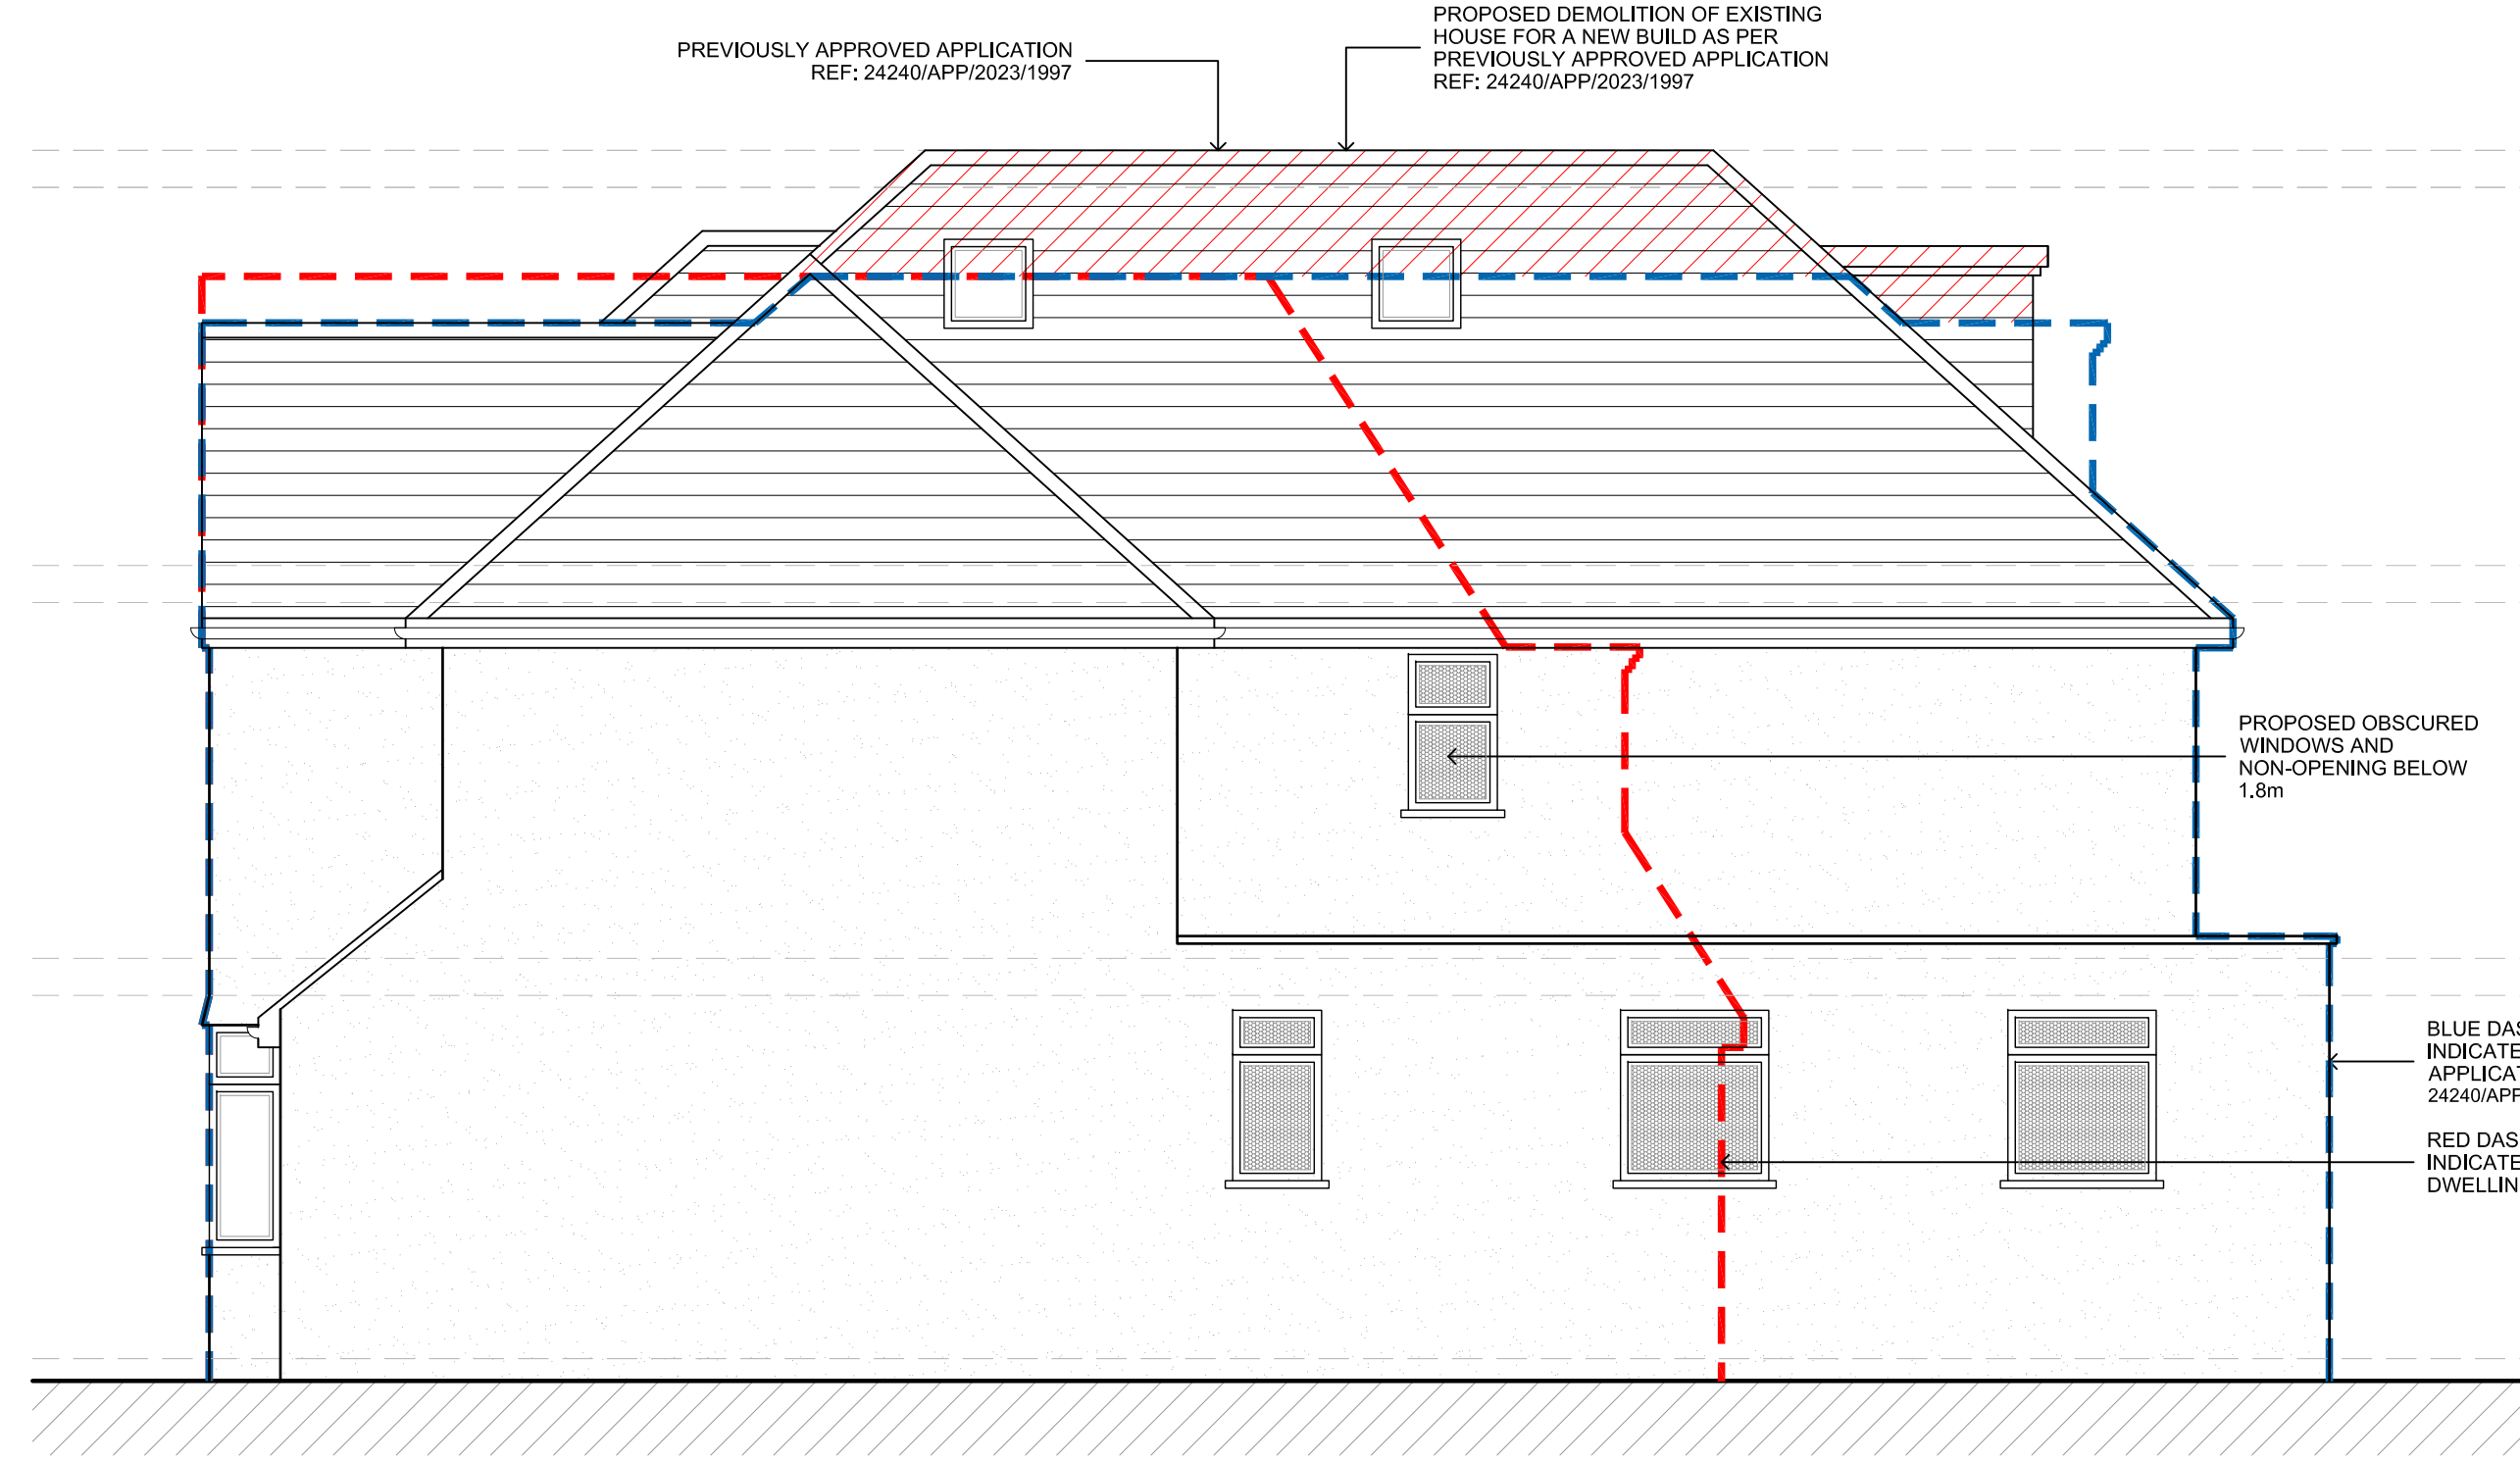 PREVIOUSLY APPROVED APPLICATION
REF: 24240/APP/2023/1997
PROPOSED DEMOLITION OF EXISTING
HOUSE FOR A NEW BUILD AS PER
PREVIOUSLY APPROVED APPLICATION
REF: 24240/APP/2023/1997
PROPOSED OBSCURED
WINDOWS AND
NON-OPENING BELOW
1.8m
BLUE DAS
INDICATE
APPLICAT
24240/APP
RED DAS
INDICATE
DWELLIN